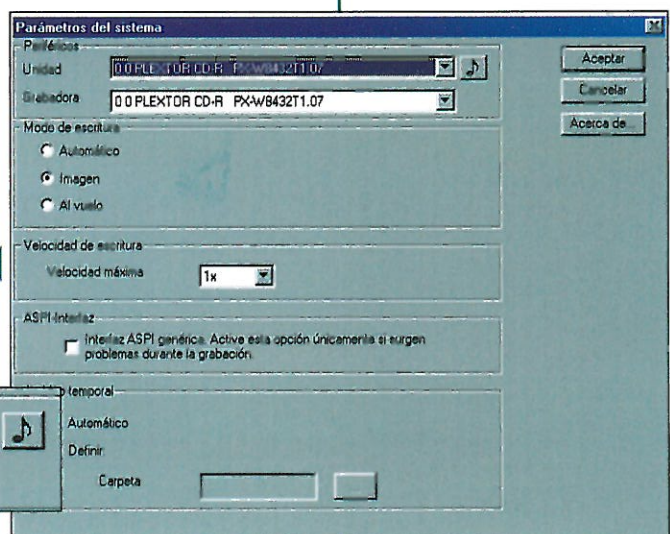 Parámetros del sistema
Periféricos
Unidad
0 0 PLEXTOR CD-R PX-W8432T1.07
Grabadora
0 0 PLEXTOR CD-R PX-W8432T1.07
Aceptar
Cancelar
Acerca de...
Modo de escritura
Automático
Imagen
Al vuelo
Velocidad de escritura
Velocidad máxima
1x
ASPI-Interfaz
Interfaz ASPI genérica. Active esta opción únicamente si surgen
problemas durante la grabación.
temporal
Automático
Definir
Carpeta